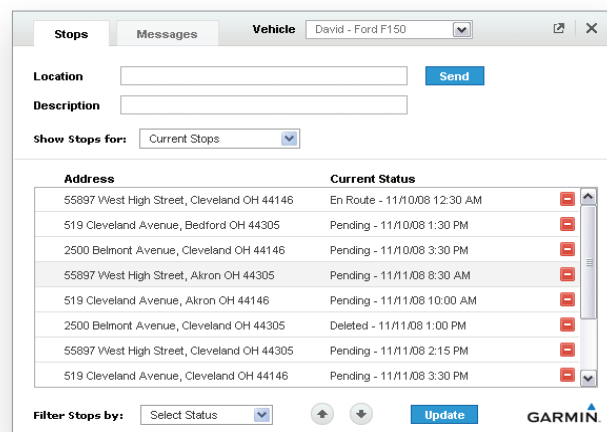 Stops Messages Vehicle David - Ford F150
Location Send
Description
Show Stops for: Current Stops
Address Current Status
55897 West High Street, Cleveland OH 44146 En Route - 11/10/08 12:30 AM
519 Cleveland Avenue, Bedford OH 44305 Pending - 11/10/08 1:30 PM
2500 Belmont Avenue, Cleveland OH 44146 Pending - 11/10/08 3:30 PM
55897 West High Street, Akron OH 44305 Pending - 11/11/08 8:30 AM
519 Cleveland Avenue, Akron OH 44146 Pending - 11/11/08 10:00 AM
2500 Belmont Avenue, Cleveland OH 44305 Deleted - 11/11/08 1:00 PM
55897 West High Street, Cleveland OH 44305 Pending - 11/11/08 2:15 PM
519 Cleveland Avenue, Cleveland OH 44146 Pending - 11/11/08 3:30 PM
Filter Stops by: Select Status Update GARMIN